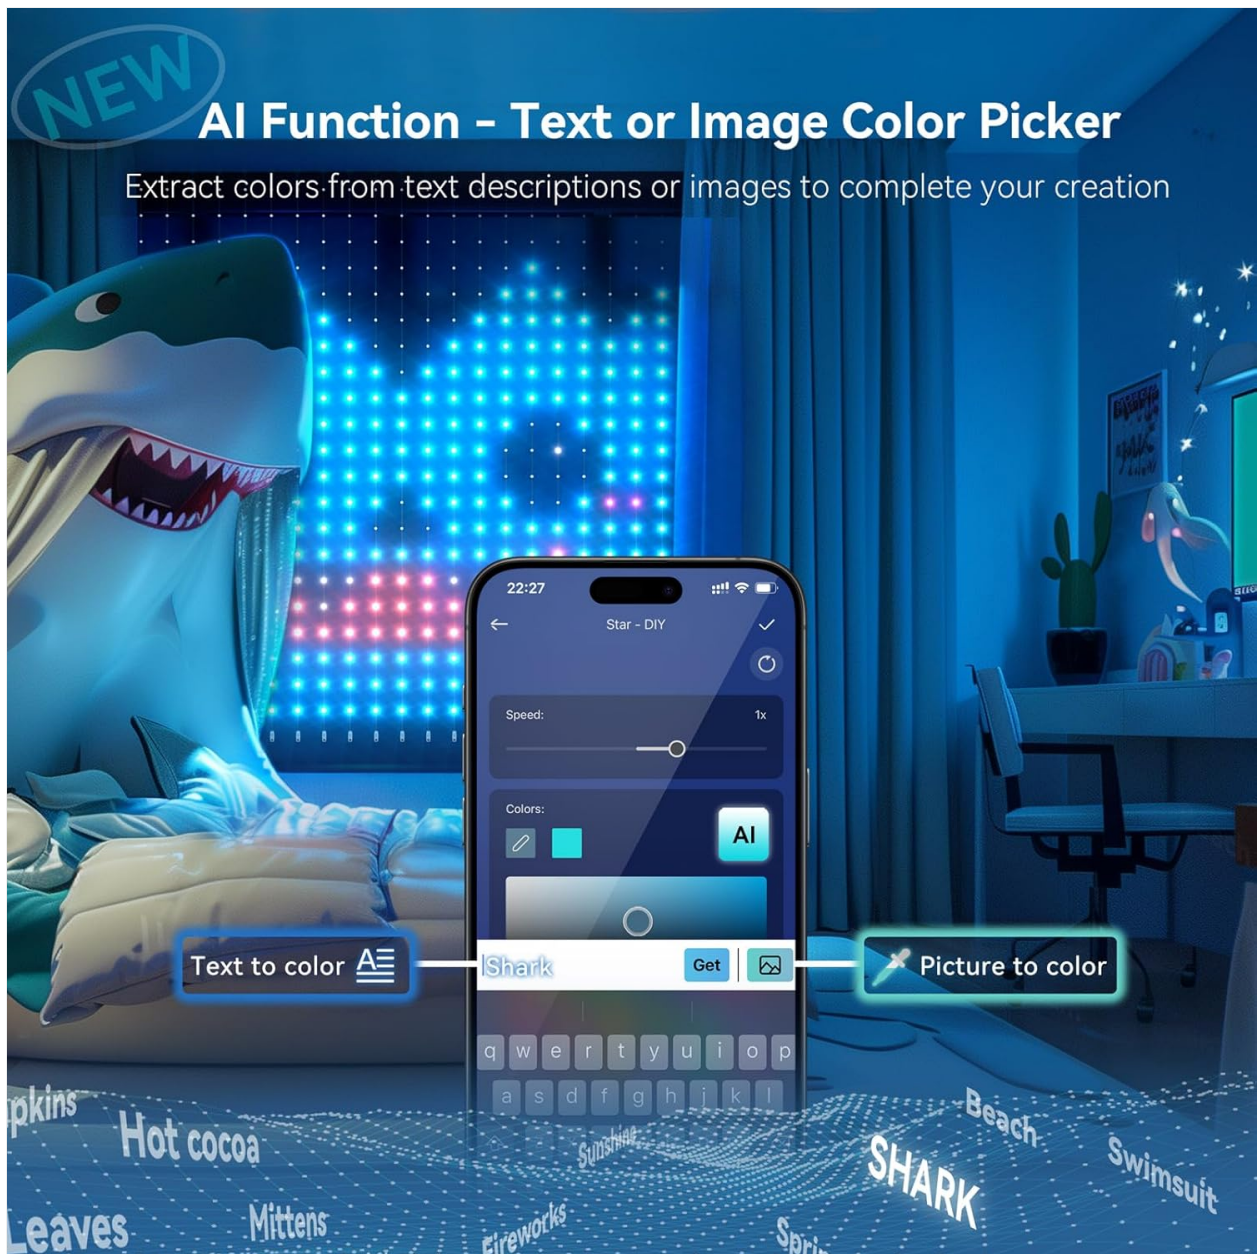 NEW
AI Function - Text or Image Color Picker
Extract colors from text descriptions or images to complete your creation
22:27
Star - DIY
Speed:
1x
Colors:
AI
Text to color
Shark
Get
Picture to color
q w e r t y u i o p
a s d f g h j k l
pkins
Hot cocoa
Sunshine
Beach
SHARK
Swimsuit
Leaves
Mittens
Fireworks
Sprin